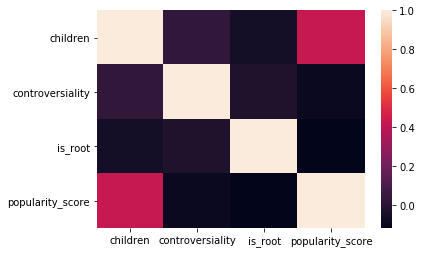 children
controversiality
is_root
popularity_score
children controversiality is_root popularity_score
1.0
0.8
0.6
0.4
0.2
0.0